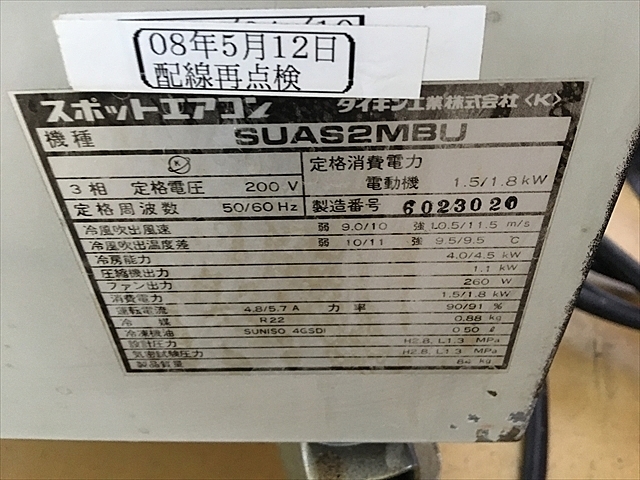 08年5月12日
配線再点検
スポットエアコン ダイキン工業株式会社〈K〉
機種 SUAS2MBU
3相 定格電圧 200 V
定格周波数 50/60 Hz
定格消費電力
電動機 1.5/1.8 kW
製造番号 6023020
冷風吹出風速 弱 9.0/10 強 10.5/11.5 m/s
冷風吹出温度差 弱 10/11 強 9.5/9.5 ℃
冷房能力 4.0/4.5 kW
圧縮機出力 1.1 kW
ファン出力 260 W
消費電力 1.5/1.8 kW
運転電流 4.8/5.7 A 力率 90/91 %
冷媒 R22 0.88 kg
冷凍機油 SUNISO 4GSDI 0.50 ℓ
設計圧力 H2.8, L1.3 MPa
気密試験圧力 H2.8, L1.3 MPa
製品質量 kg